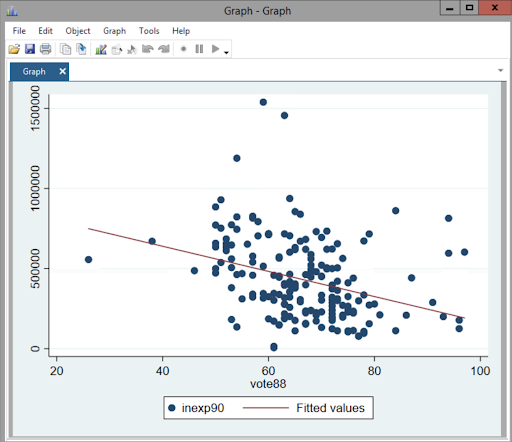 Graph - Graph
File Edit Object Graph Tools Help
Graph
1500000
1000000
500000
0
20 40 60 80 100
vote88
inexp90 Fitted values